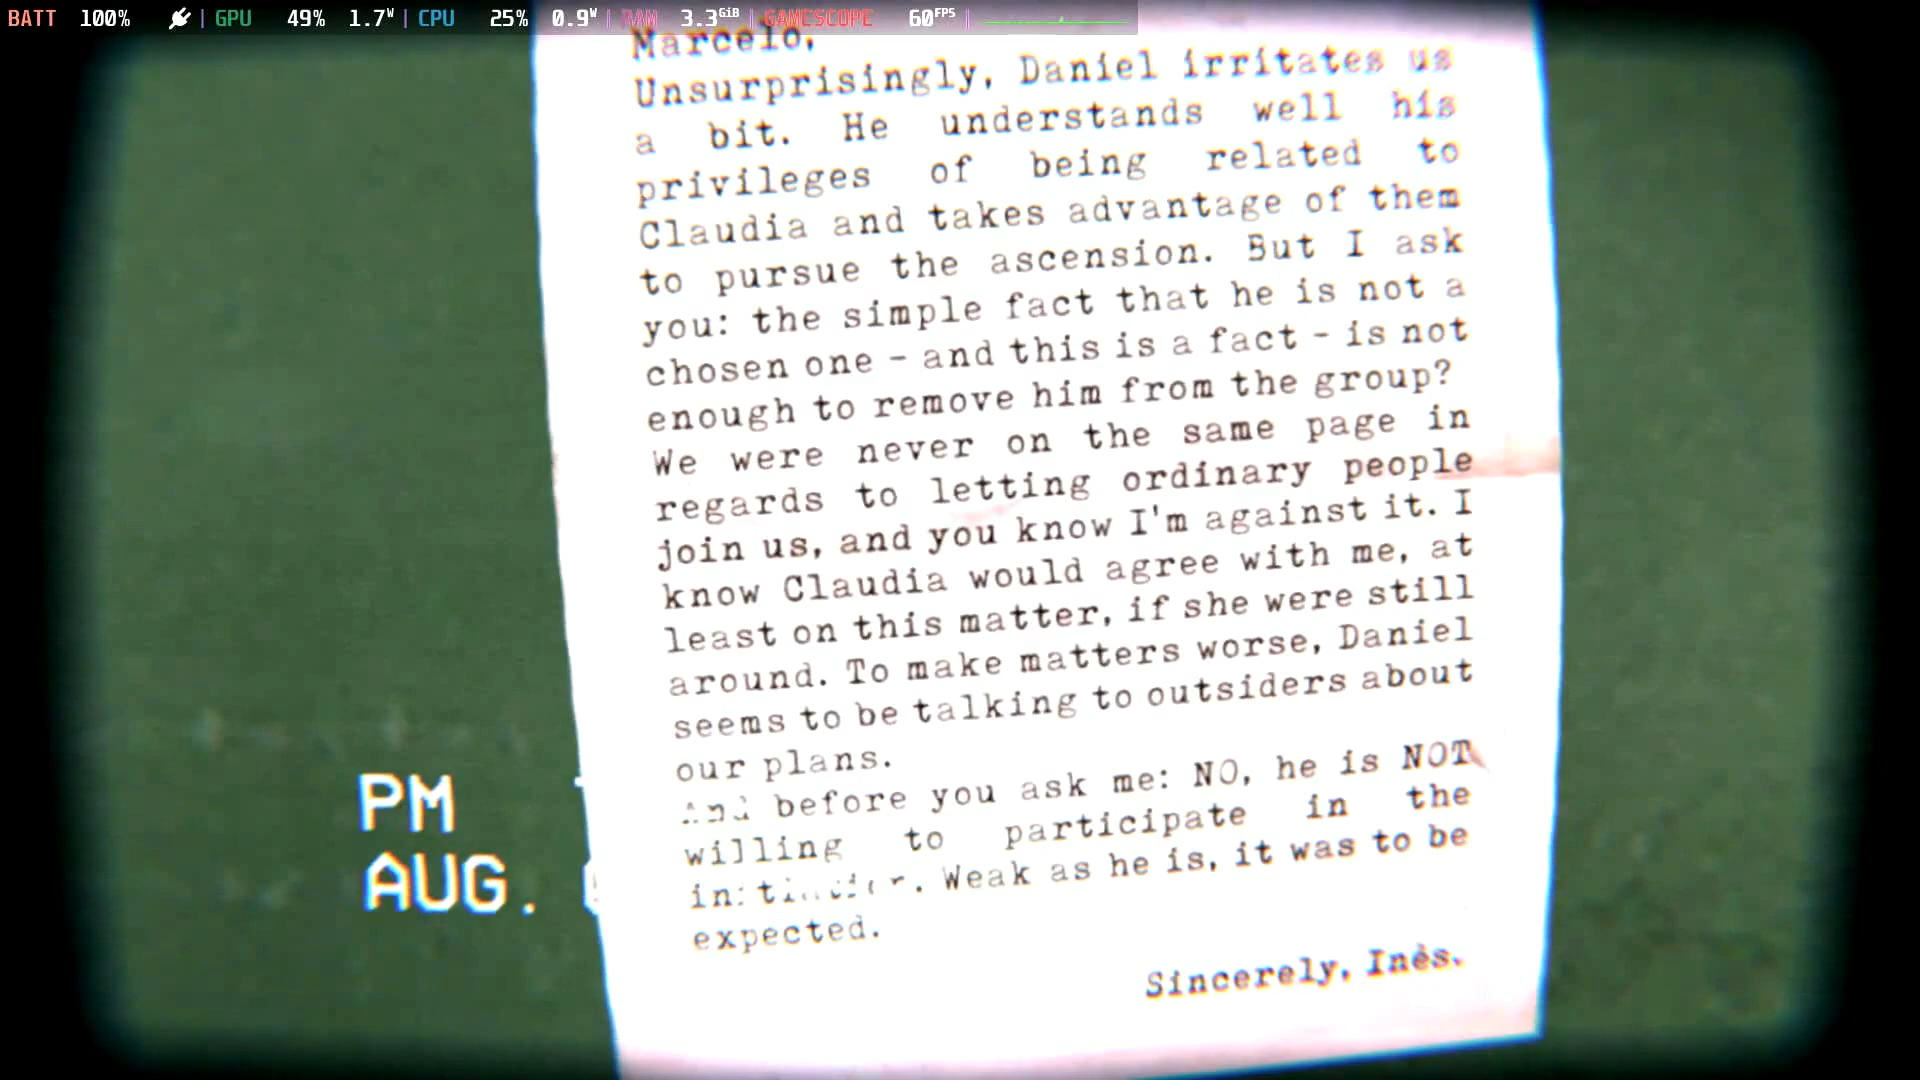 BATT 100% | GPU 49% 1.7W | CPU 25% 0.9W | RAM 3.3GiB | GAMESCOPE 60FPS |
Marcelo,
Unsurprisingly, Daniel irritates us
a bit. He understands well his
privileges of being related to
Claudia and takes advantage of them
to pursue the ascension. But I ask
you: the simple fact that he is not a
chosen one - and this is a fact - is not
enough to remove him from the group?
We were never on the same page in
regards to letting ordinary people
join us, and you know I'm against it. I
know Claudia would agree with me, at
least on this matter, if she were still
around. To make matters worse, Daniel
seems to be talking to outsiders about
our plans.
before you ask me: NO, he is NOT
willing to participate in the
Weak as he is, it was to be
expected.
Sincerely, Inês.
PM
AUG.